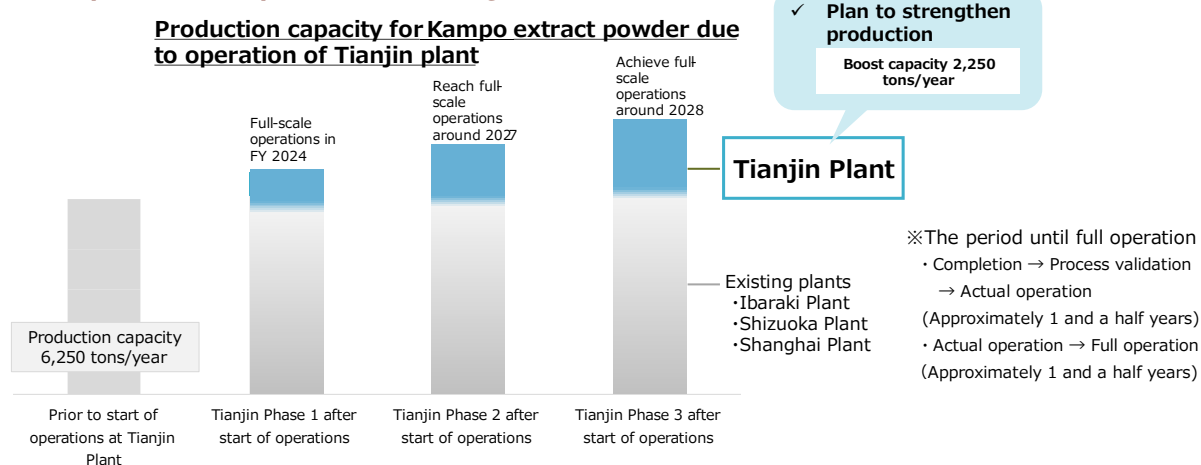 Production capacity for Kampo extract powder due
to operation of Tianjin plant
✓ Plan to strengthen
production
Boost capacity 2,250
tons/year
Full-scale
operations in
FY 2024
Reach full-
scale
operations
around 2027
Achieve full-
scale
operations
around 2028
Tianjin Plant
Existing plants
・Ibaraki Plant
・Shizuoka Plant
・Shanghai Plant
※The period until full operation
・Completion → Process validation
→ Actual operation
(Approximately 1 and a half years)
・Actual operation → Full operation
(Approximately 1 and a half years)
Production capacity
6,250 tons/year
Prior to start of
operations at Tianjin
Plant
Tianjin Phase 1 after
start of operations
Tianjin Phase 2 after
start of operations
Tianjin Phase 3 after
start of operations